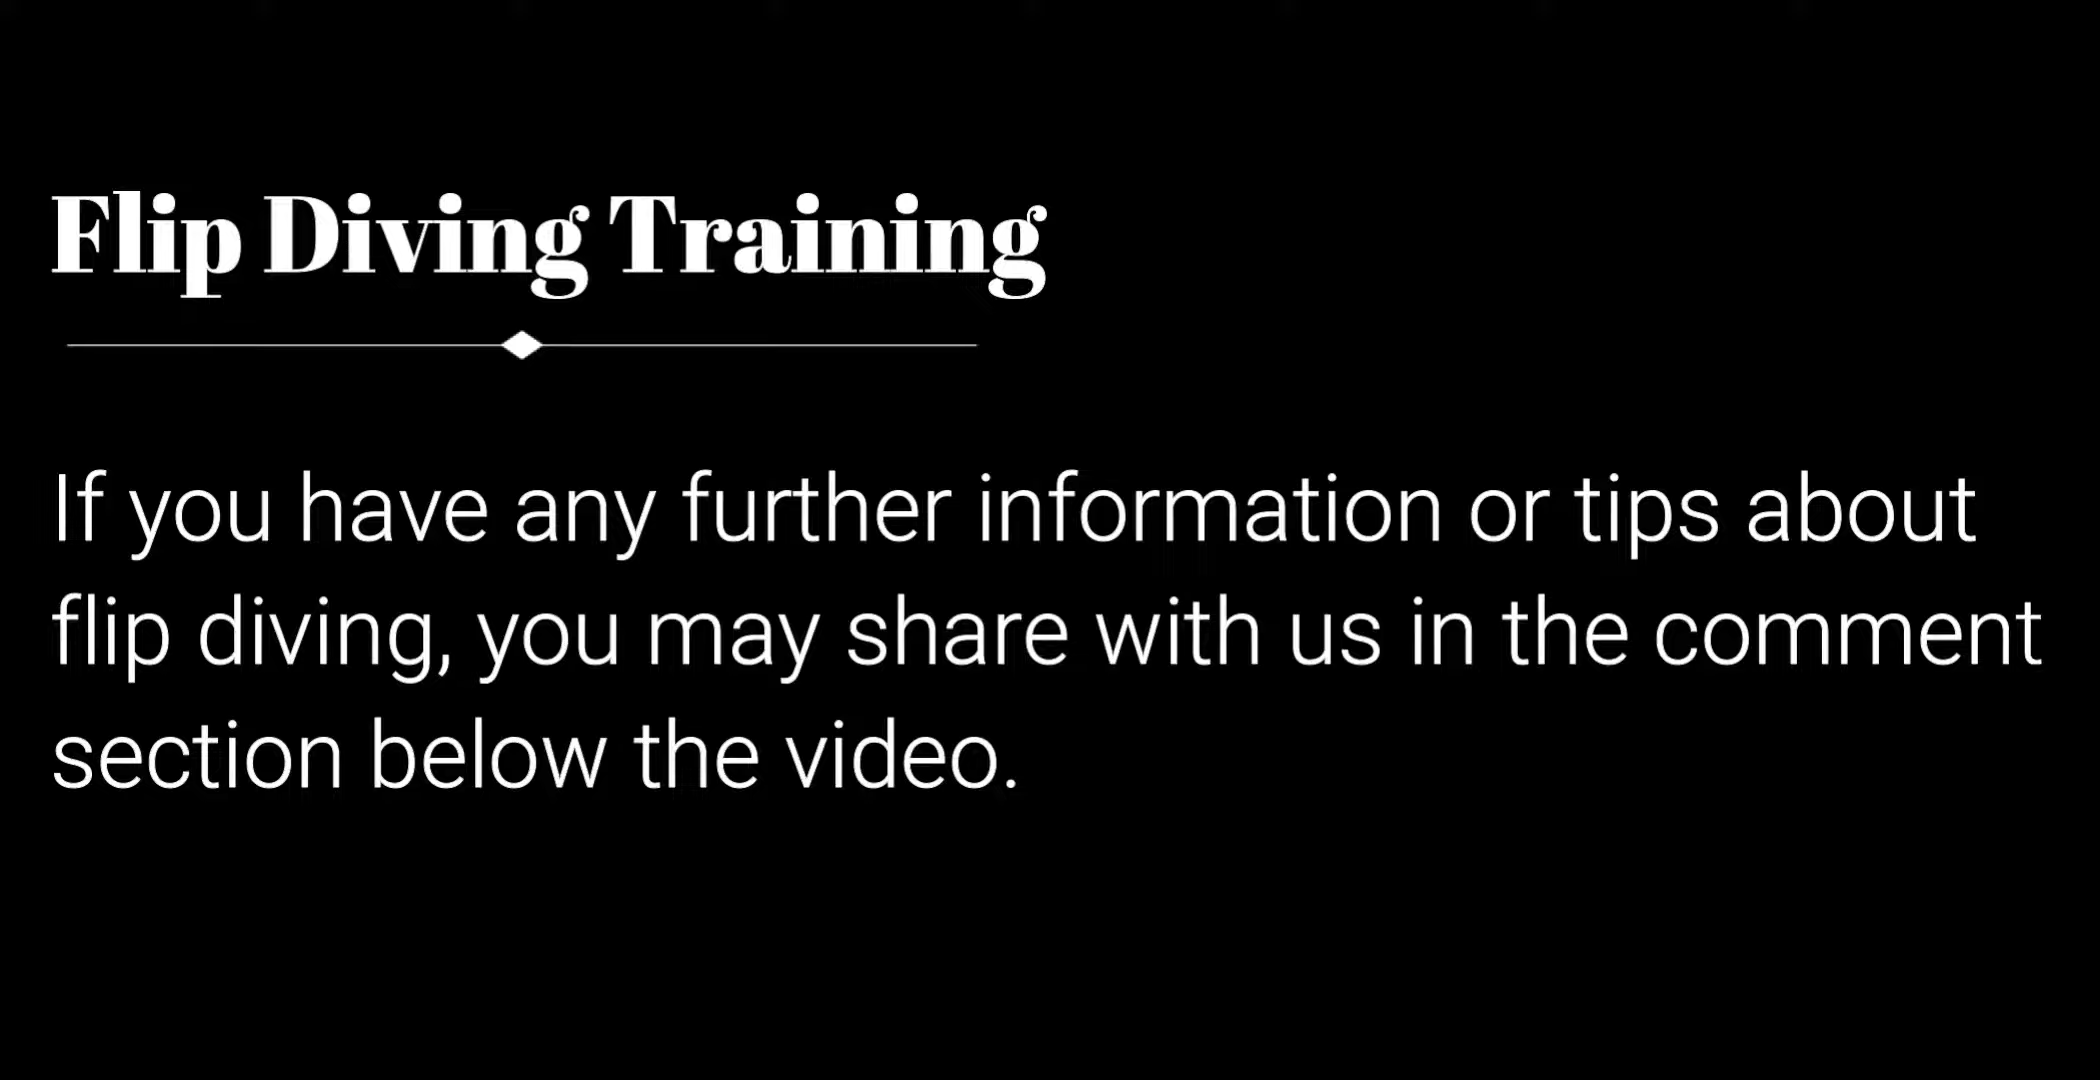 Flip Diving Training
If you have any further information or tips about
flip diving, you may share with us in the comment
section below the video.